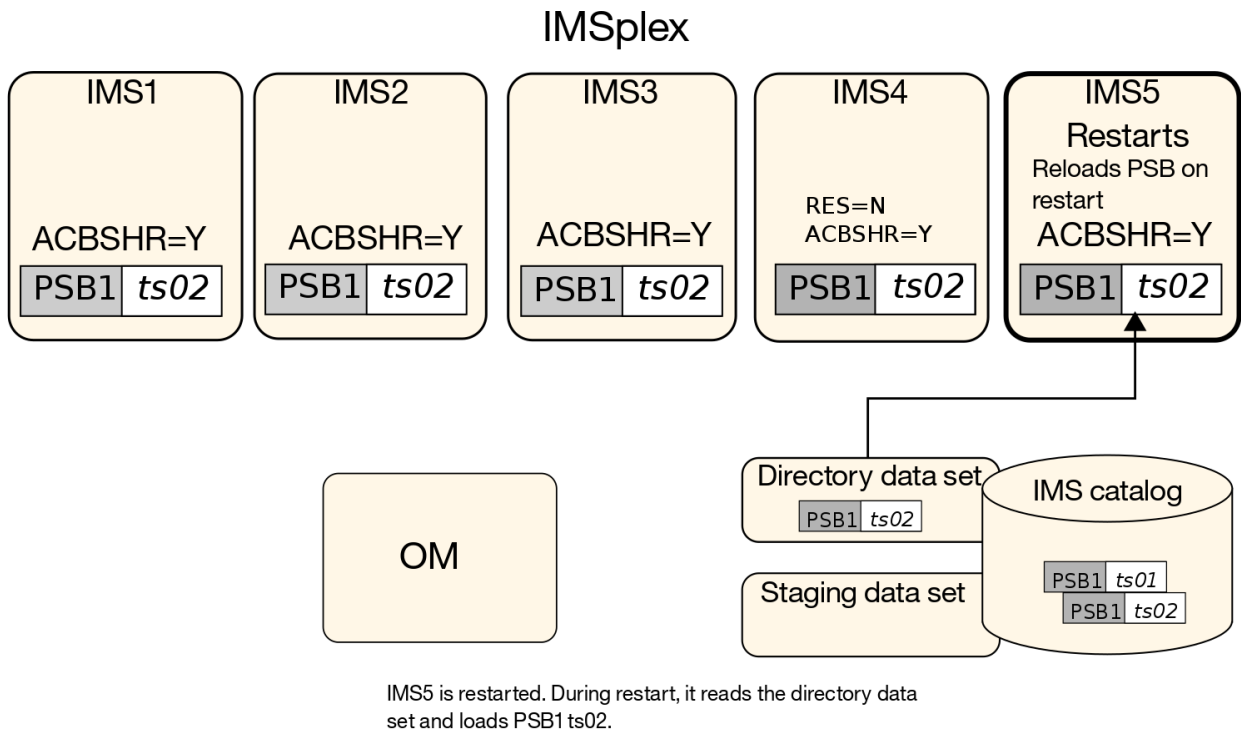 IMSplex
IMS1
ACBSHR=Y
PSB1 ts02
IMS2
ACBSHR=Y
PSB1 ts02
IMS3
ACBSHR=Y
PSB1 ts02
IMS4
RES=N
ACBSHR=Y
PSB1 ts02
IMS5
Restarts
Reloads PSB on
restart
ACBSHR=Y
PSB1 ts02
OM
Directory data set
PSB1 ts02
Staging data set
IMS catalog
PSB1 ts01
PSB1 ts02
IMS5 is restarted. During restart, it reads the directory data
set and loads PSB1 ts02.